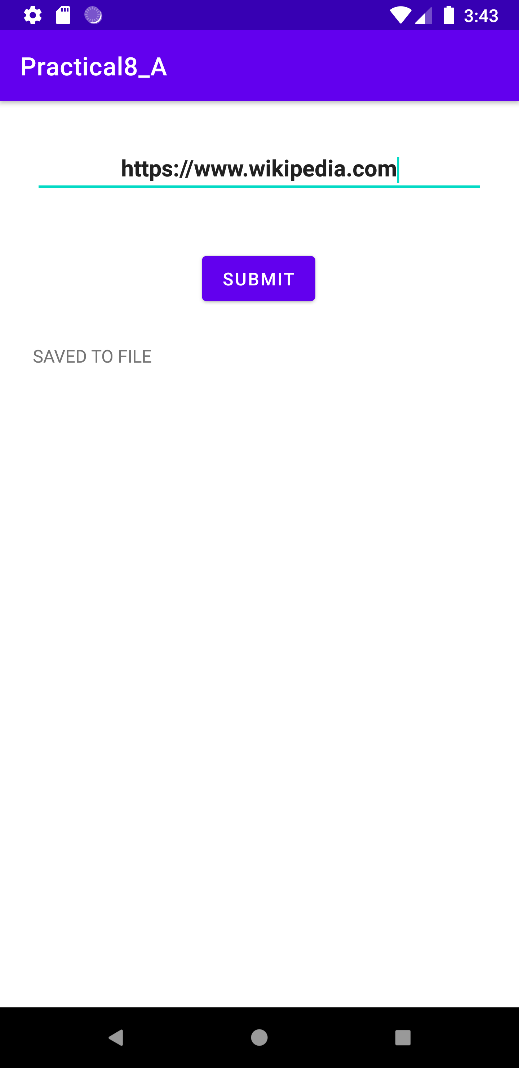 3:43
Practical8_A
https://www.wikipedia.com
SUBMIT
SAVED TO FILE